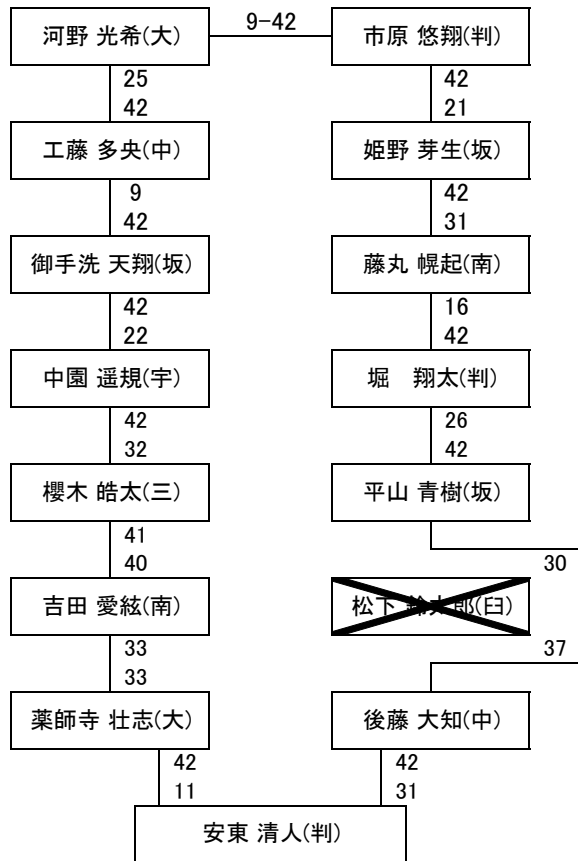 河野 光希(大)
9-42
市原 悠翔(判)
25
42
42
21
工藤 多央(中)
姫野 芽生(坂)
9
42
42
31
御手洗 天翔(坂)
藤丸 幌起(南)
42
22
16
42
中園 遥規(宇)
堀　翔太(判)
42
32
26
42
櫻木 皓太(三)
平山 青樹(坂)
41
40
30
吉田 愛絃(南)
松下 鈴太郎(臼)
33
33
37
薬師寺 壮志(大)
後藤 大知(中)
42
11
42
31
安東 清人(判)